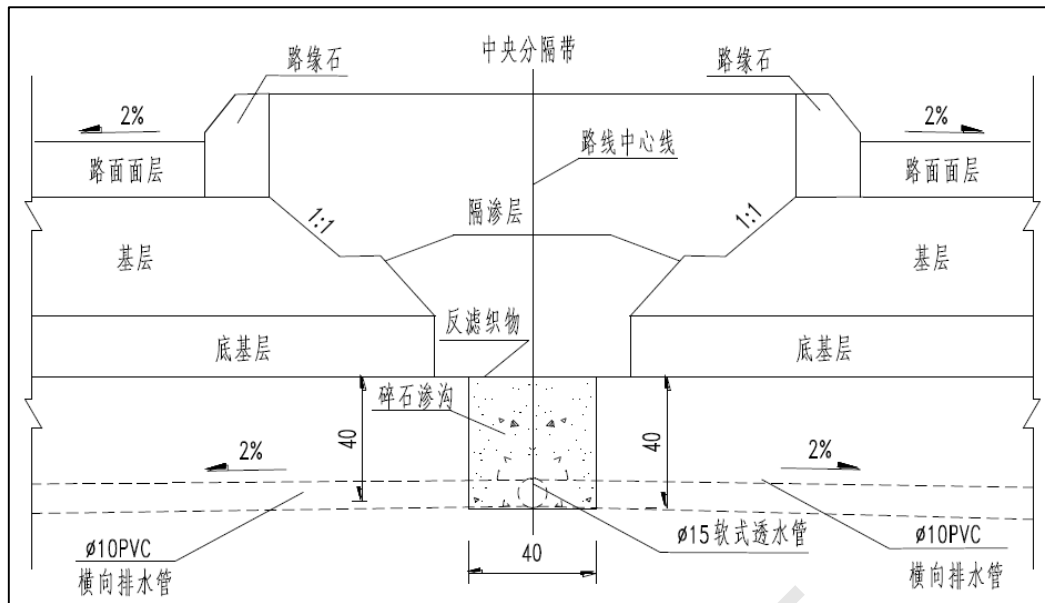 中央分隔带
路缘石
路缘石
2%
2%
路线中心线
路面面层
路面面层
隔渗层
1:1
1:1
基层
基层
反滤织物
底基层
底基层
碎石渗沟
40
40
2%
2%
ø15软式透水管
ø10PVC
横向排水管
40
ø10PVC
横向排水管